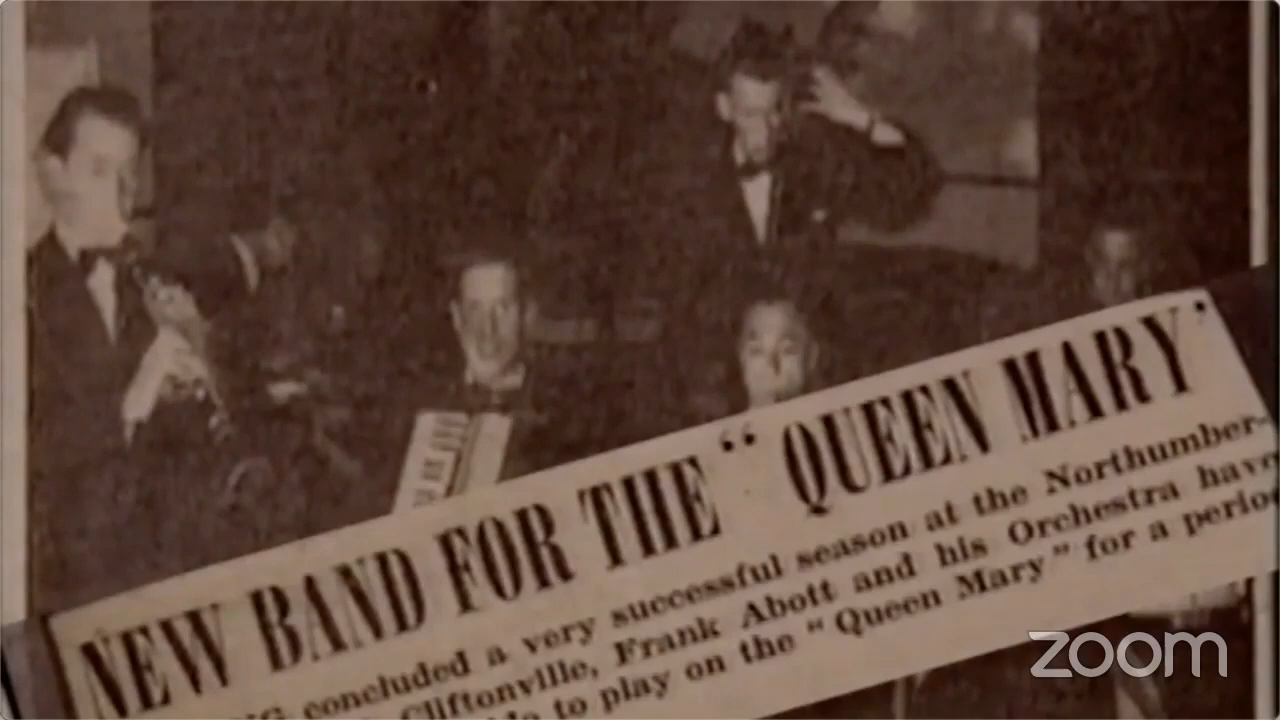 NEW BAND FOR THE "QUEEN MARY"
concluded a very successful season at the Northumber-
Cliftonville, Frank Abott and his Orchestra have
to play on the "Queen Mary" for a perio
zoom